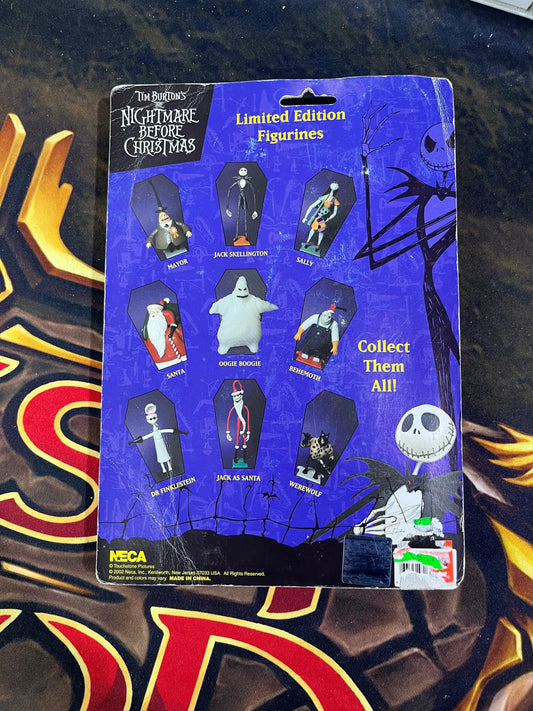 TIM BURTON'S
THE
NIGHTMARE
BEFORE
CHRISTMAS
Limited Edition
Figurines
MAYOR
JACK SKELLINGTON
SALLY
SANTA
OOGIE BOOGIE
BEHEMOTH
Collect
Them
All!
DR FINKLESTEIN
JACK AS SANTA
WEREWOLF
NECA
© Touchstone Pictures
© 2002 Neca, Inc., Kenilworth, New Jersey 07033 USA. All Rights Reserved.
Product and colors may vary. MADE IN CHINA.